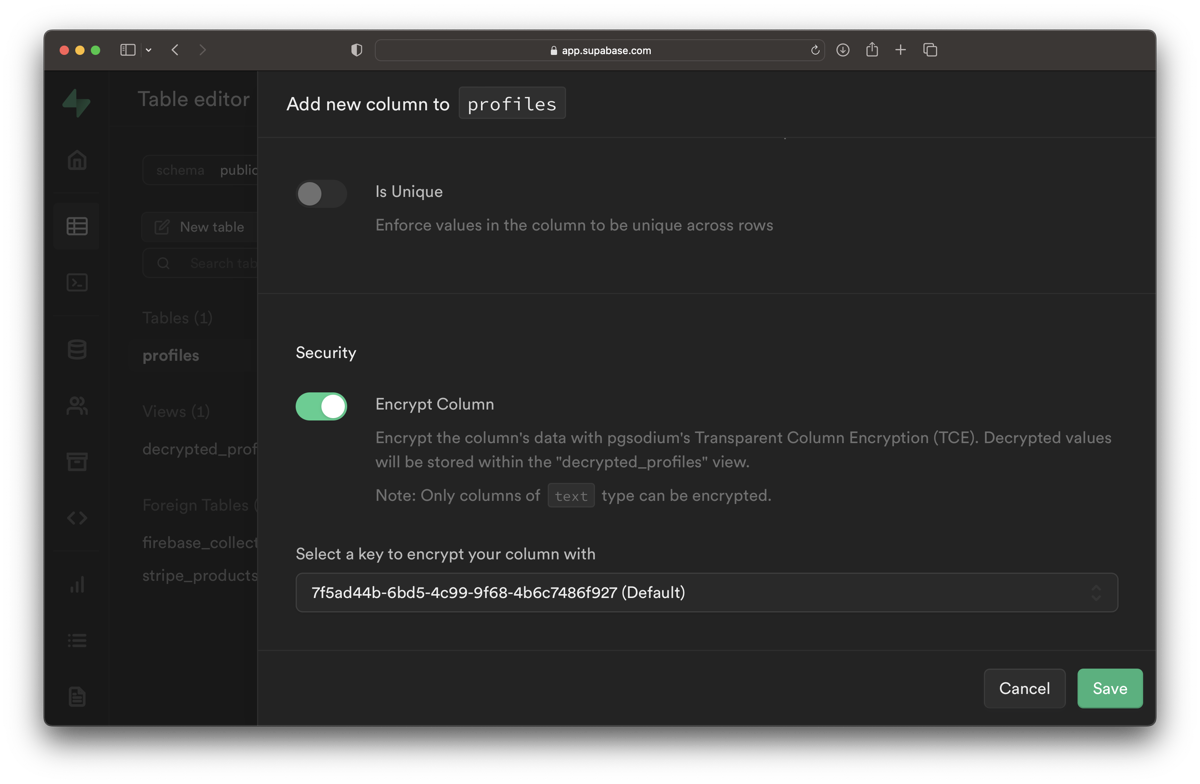 app.supabase.com
Table editor
schema public
New table
Search tab
Tables (1)
profiles
Views (1)
decrypted_prof
Foreign Tables (
firebase_collect
stripe_products
Add new column to profiles
Is Unique
Enforce values in the column to be unique across rows
Security
Encrypt Column
Encrypt the column's data with pgsodium's Transparent Column Encryption (TCE). Decrypted values
will be stored within the "decrypted_profiles" view.
Note: Only columns of text type can be encrypted.
Select a key to encrypt your column with
7f5ad44b-6bd5-4c99-9f68-4b6c7486f927 (Default)
Cancel
Save